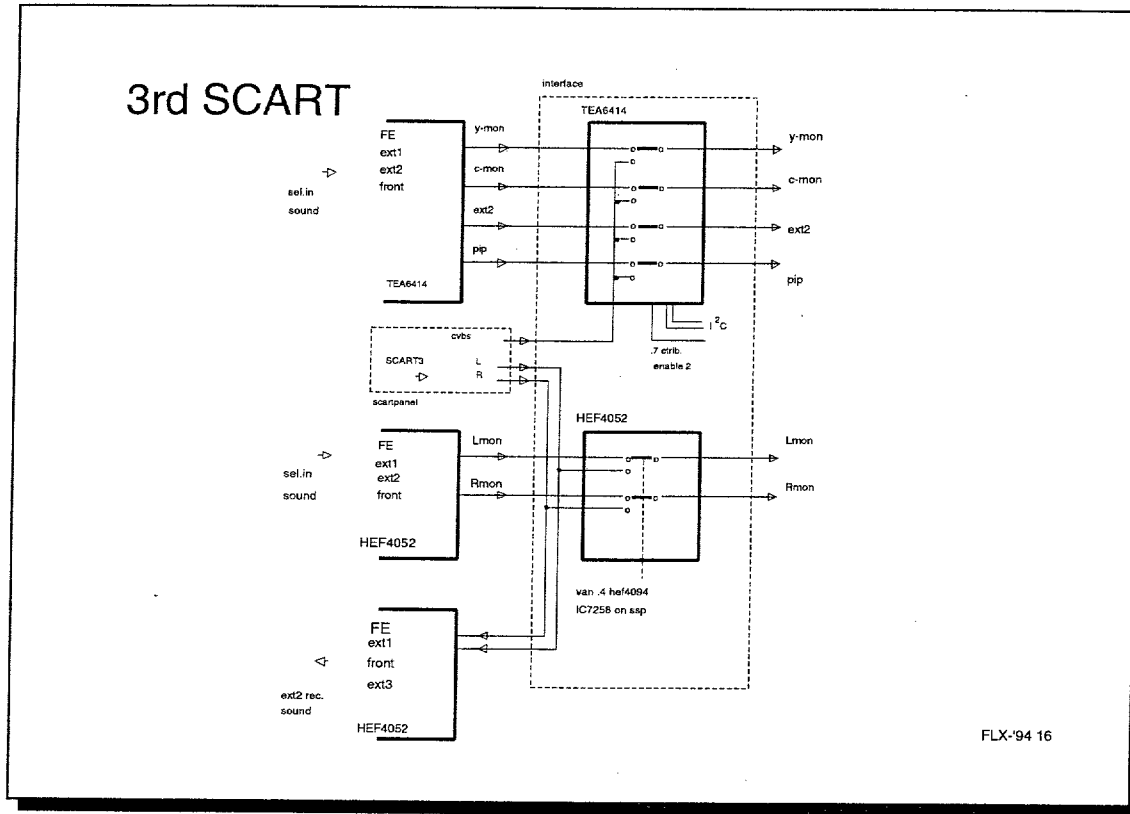 3rd SCART
interface
TEA6414
FE
ext1
ext2
front
sel.in
sound
TEA6414
y-mon
c-mon
ext2
pip
y-mon
c-mon
ext2
pip
I2C
.7 ctrlb.
enable 2
cvbs
SCART3
L
R
scartpanel
HEF4052
FE
ext1
ext2
front
sel.in
sound
HEF4052
Lmon
Rmon
Lmon
Rmon
van .4 hef4094
IC7258 on ssp
FE
ext1
front
ext3
ext2 rec.
sound
HEF4052
FLX-'94 16